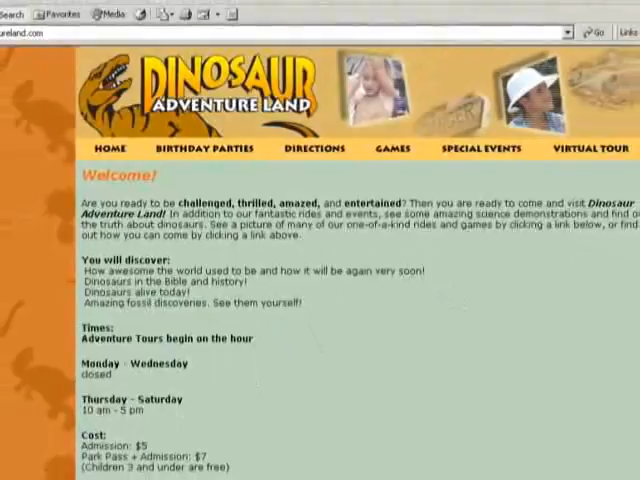 Search Favorites Media
ureland.com Go Links
DINOSAUR
ADVENTURE LAND
HOME BIRTHDAY PARTIES DIRECTIONS GAMES SPECIAL EVENTS VIRTUAL TOUR
Welcome!
Are you ready to be challenged, thrilled, amazed, and entertained? Then you are ready to come and visit Dinosaur
Adventure Land! In addition to our fantastic rides and events, see some amazing science demonstrations and find o
the truth about dinosaurs. See a picture of many of our one-of-a-kind rides and games by clicking a link below, or find
out how you can come by clicking a link above.
You will discover:
How awesome the world used to be and how it will be again very soon!
Dinosaurs in the Bible and history!
Dinosaurs alive today!
Amazing fossil discoveries. See them yourself!
Times:
Adventure Tours begin on the hour
Monday - Wednesday
closed
Thursday - Saturday
10 am - 5 pm
Cost:
Admission: $5
Park Pass + Admission: $7
(Children 3 and under are free)